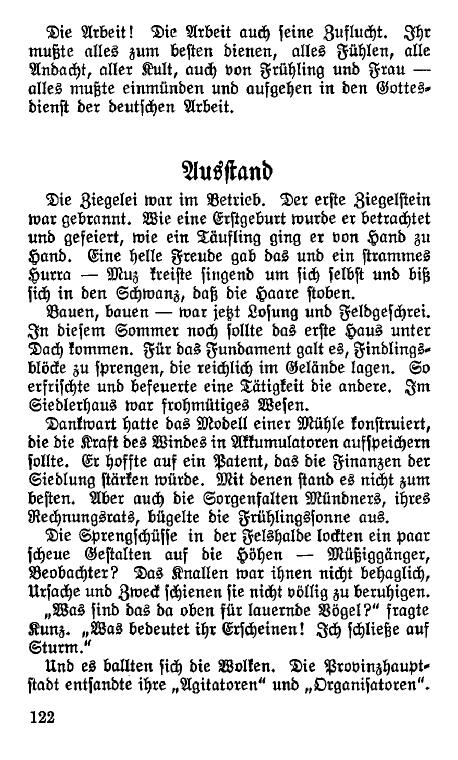 Die Arbeit! Die Arbeit auch seine Zuflucht. Ihr
mußte alles zum besten dienen, alles Fühlen, alle
Andacht, aller Kult, auch von Frühling und Frau —
alles mußte einmünden und aufgehen in den Gottes-
dienst der deutschen Arbeit.
Ausstand
Die Ziegelei war im Betrieb. Der erste Ziegelstein
war gebrannt. Wie eine Erstgeburt wurde er betrachtet
und gefeiert, wie ein Täufling ging er von Hand zu
Hand. Eine helle Freude gab das und ein strammes
Hurra — Muz kreiste singend um sich selbst und biß
sich in den Schwanz, daß die Haare stoben.
Bauen, bauen — war jetzt Losung und Feldgeschrei.
In diesem Sommer noch sollte das erste Haus unter
Dach kommen. Für das Fundament galt es, Findlings-
blöcke zu sprengen, die reichlich im Gelände lagen. So
erfrischte und befeuerte eine Tätigkeit die andere. Im
Siedlerhaus war frohmütiges Wesen.
Dankwart hatte das Modell einer Mühle konstruiert,
die die Kraft des Windes in Akkumulatoren aufspeichern
sollte. Er hoffte auf ein Patent, das die Finanzen der
Siedlung stärken würde. Mit denen stand es nicht zum
besten. Aber auch die Sorgenfalten Mündners, ihres
Rechnungsrats, bügelte die Frühlingssonne aus.
Die Sprengschüsse in der Felshalde lockten ein paar
scheue Gestalten auf die Höhen — Müßiggänger,
Beobachter? Das Knallen war ihnen nicht behaglich,
Ursache und Zweck schienen sie nicht völlig zu beruhigen.
„Was sind das da oben für lauernde Vögel?" fragte
Kunz. „Was bedeutet ihr Erscheinen! Ich schließe auf
Sturm."
Und es ballten sich die Wolken. Die Provinzhaupt-
stadt entsandte ihre „Agitatoren" und „Organisatoren".
122